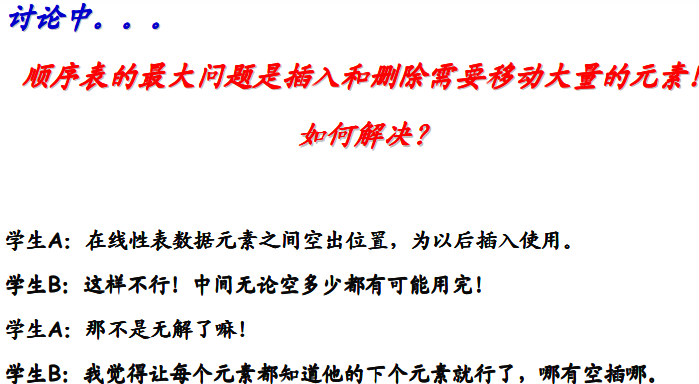 讨论中。。。
顺序表的最大问题是插入和删除需要移动大量的元素！
如何解决？
学生A：在线性表数据元素之间空出位置，为以后插入使用。
学生B：这样不行！中间无论空多少都有可能用完！
学生A：那不是无解了嘛！
学生B：我觉得让每个元素都知道他的下个元素就行了，哪有空插哪。